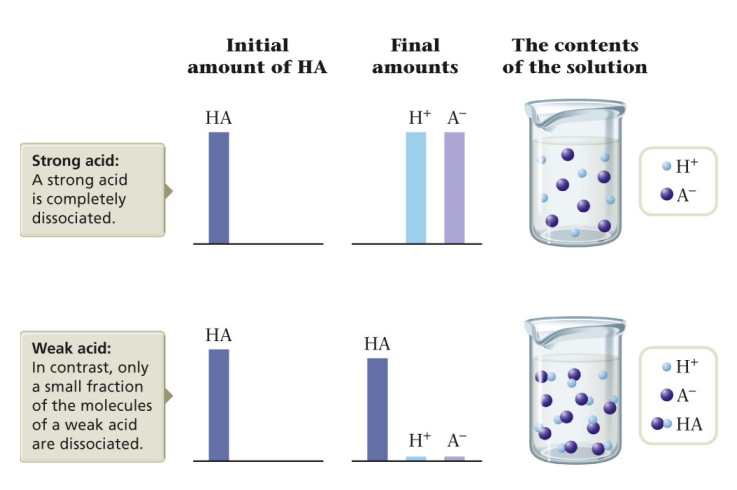 Initial
amount of HA
Final
amounts
The contents
of the solution
Strong acid:
A strong acid
is completely
dissociated.
HA
H⁺ A⁻
H⁺
A⁻
Weak acid:
In contrast, only
a small fraction
of the molecules
of a weak acid
are dissociated.
HA
HA
H⁺ A⁻
H⁺
A⁻
HA